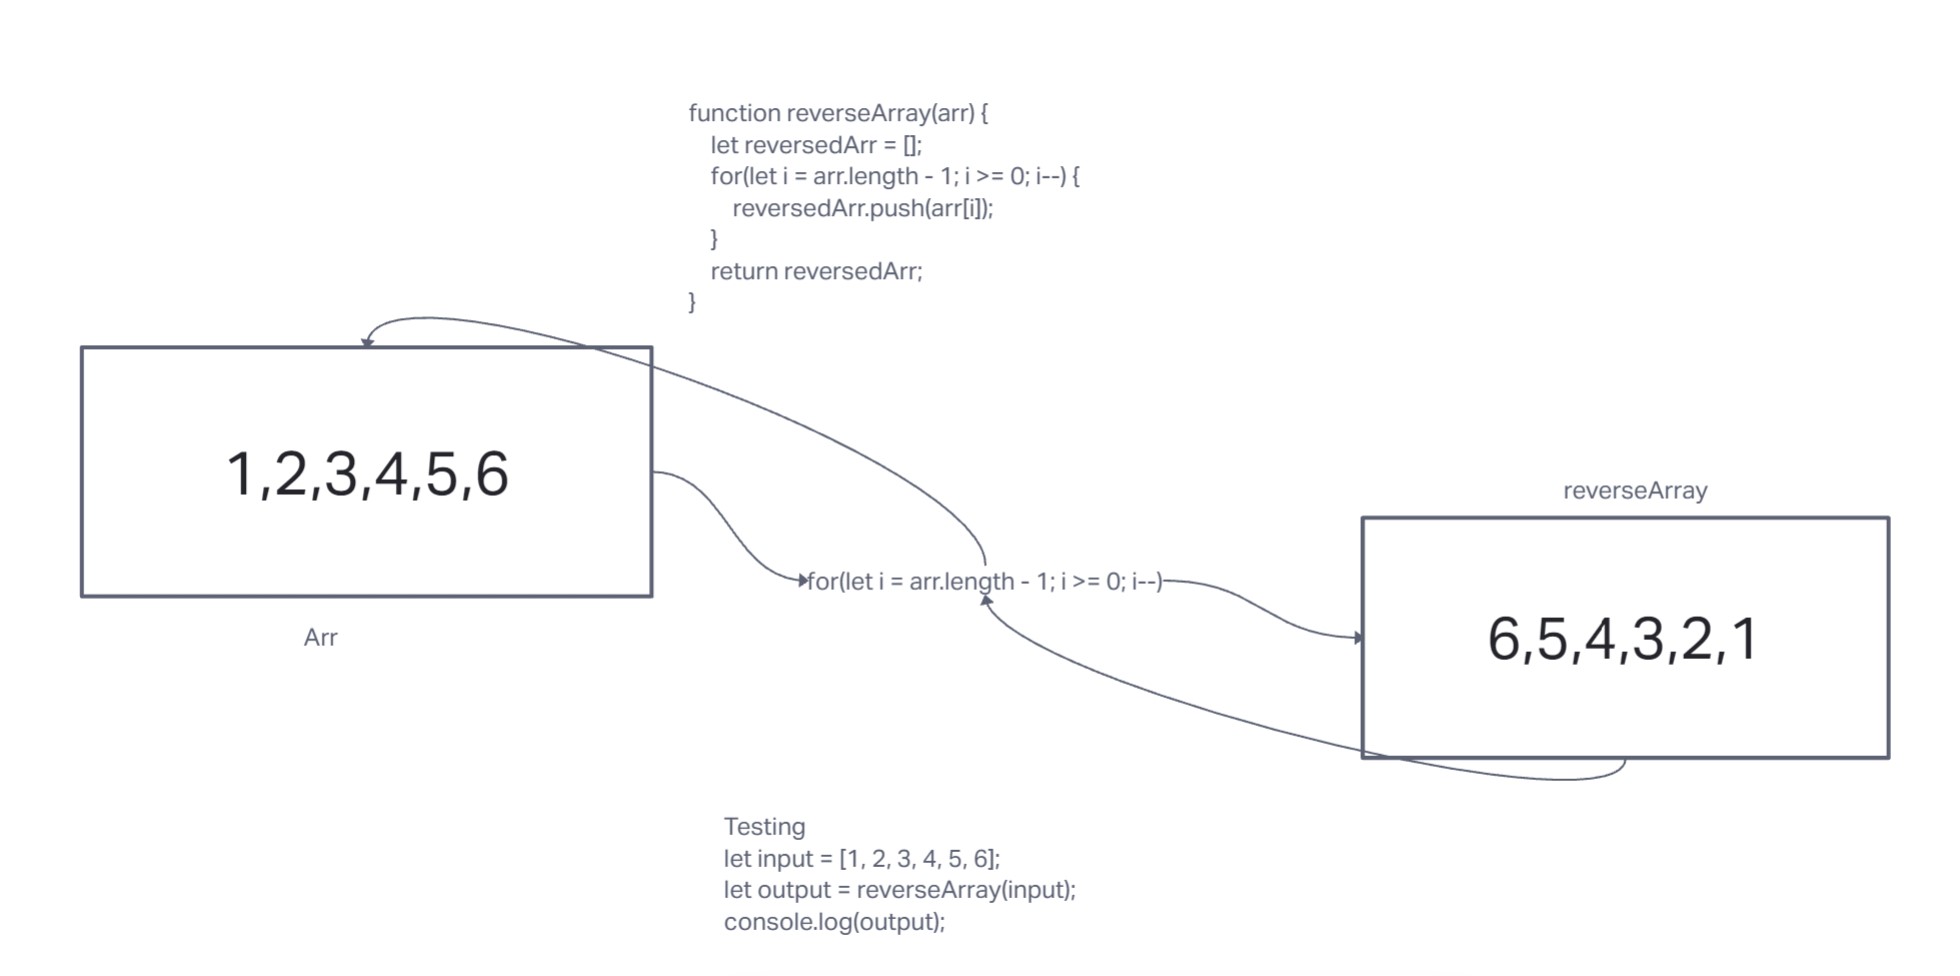 function reverseArray(arr) {
let reversedArr = [];
for(let i = arr.length - 1; i >= 0; i--) {
reversedArr.push(arr[i]);
}
return reversedArr;
}
1,2,3,4,5,6
Arr
for(let i = arr.length - 1; i >= 0; i--)
reverseArray
6,5,4,3,2,1
Testing
let input = [1, 2, 3, 4, 5, 6];
let output = reverseArray(input);
console.log(output);